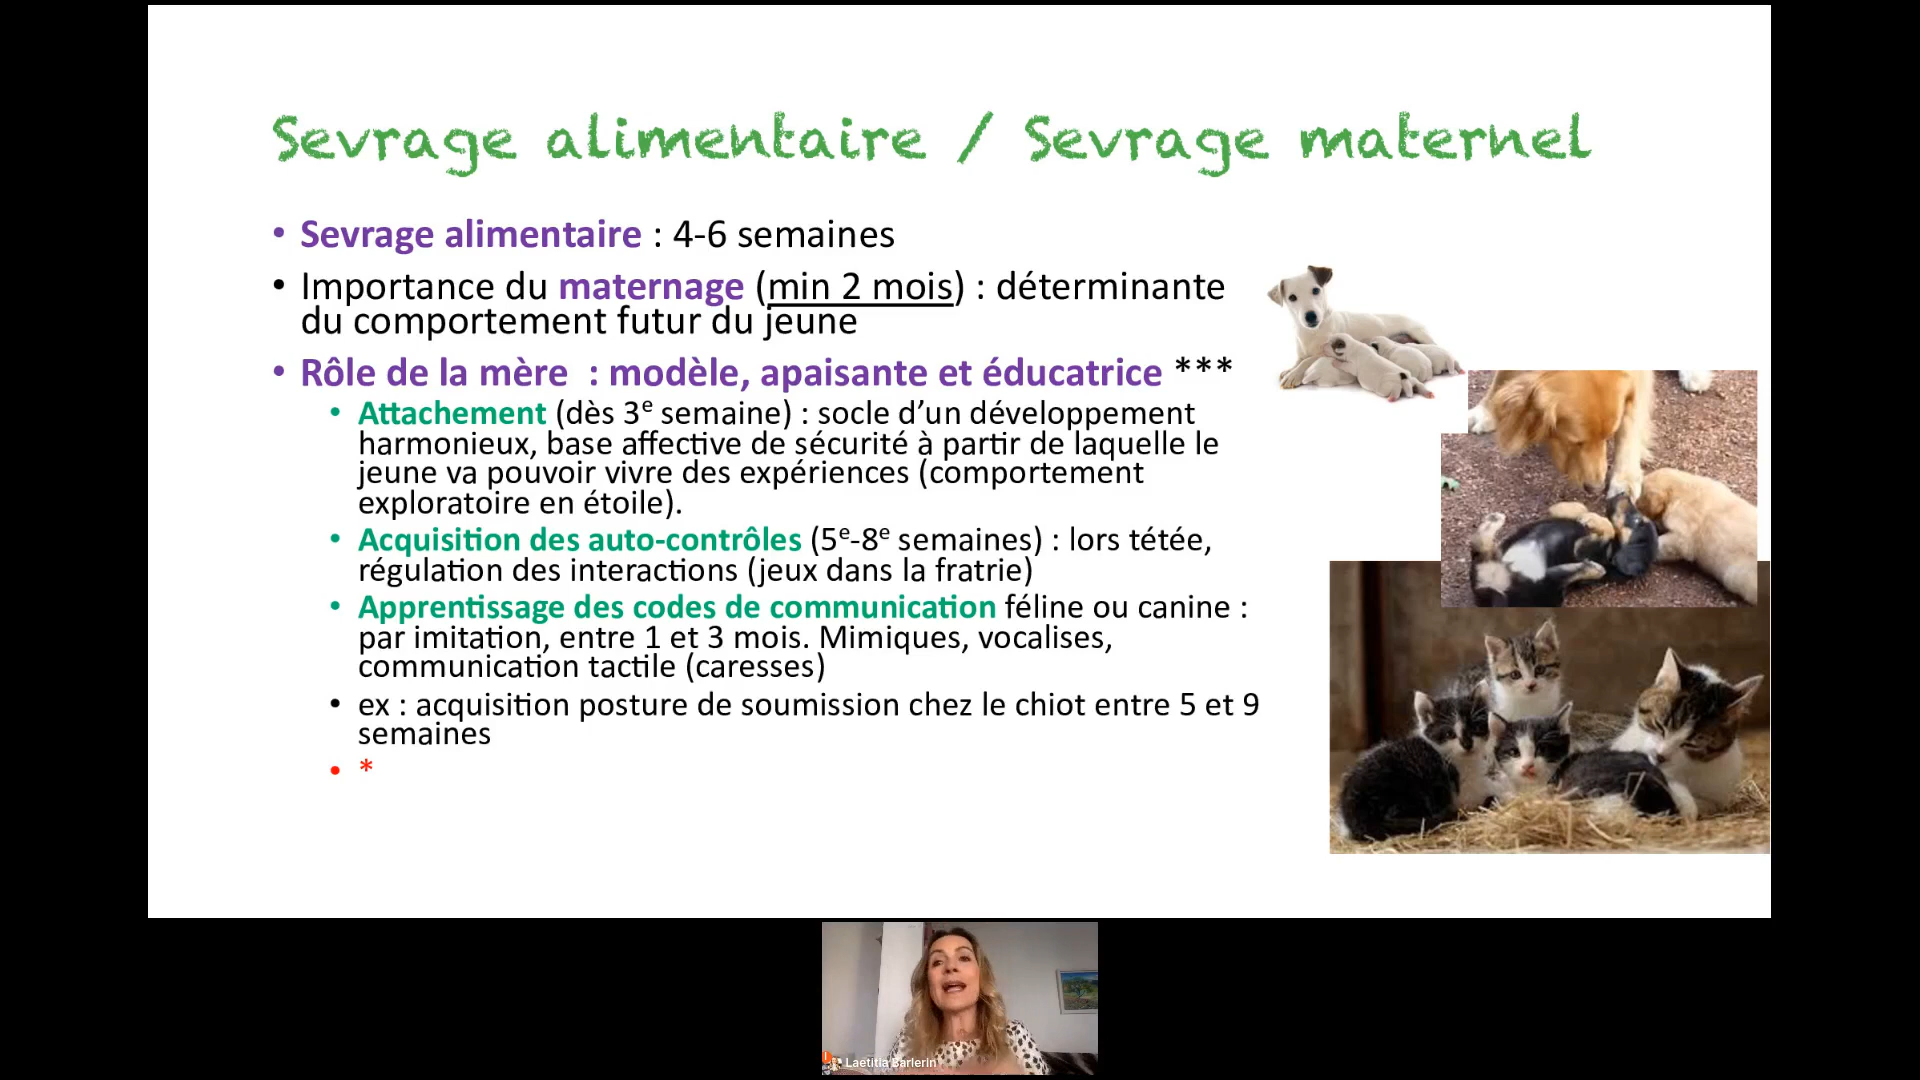 Sevrage alimentaire / Sevrage maternel
• Sevrage alimentaire : 4-6 semaines
• Importance du maternage (min 2 mois) : déterminante
du comportement futur du jeune
• Rôle de la mère : modèle, apaisante et éducatrice ***
• Attachement (dès 3e semaine) : socle d’un développement
harmonieux, base affective de sécurité à partir de laquelle le
jeune va pouvoir vivre des expériences (comportement
exploratoire en étoile).
• Acquisition des auto-contrôles (5e-8e semaines) : lors tétée,
régulation des interactions (jeux dans la fratrie)
• Apprentissage des codes de communication féline ou canine :
par imitation, entre 1 et 3 mois. Mimiques, vocalises,
communication tactile (caresses)
• ex : acquisition posture de soumission chez le chiot entre 5 et 9
semaines
• *
Laetitia Barlerin